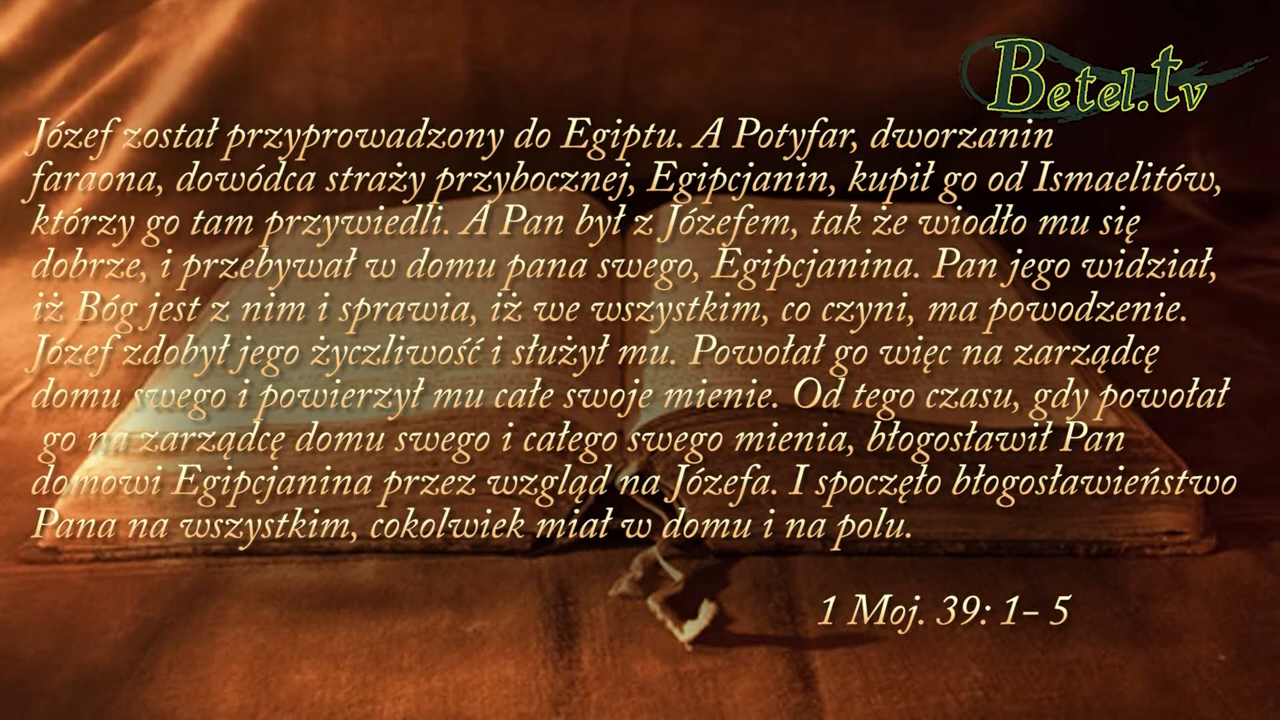 Betel.tv
Józef został przyprowadzony do Egiptu. A Potyfar, dworzanin
faraona, dowódca straży przybocznej, Egipcjanin, kupił go od Ismaelitów,
którzy go tam przywiedli. A Pan był z Józefem, tak że wiodło mu się
dobrze, i przebywał w domu pana swego, Egipcjanina. Pan jego widział,
iż Bóg jest z nim i sprawia, iż we wszystkim, co czyni, ma powodzenie.
Józef zdobył jego życzliwość i służył mu. Powołał go więc na zarządcę
domu swego i powierzył mu całe swoje mienie. Od tego czasu, gdy powołał
go na zarządcę domu swego i całego swego mienia, błogosławił Pan
domowi Egipcjanina przez wzgląd na Józefa. I spoczęło błogosławieństwo
Pana na wszystkim, cokolwiek miał w domu i na polu.
1 Moj. 39: 1- 5